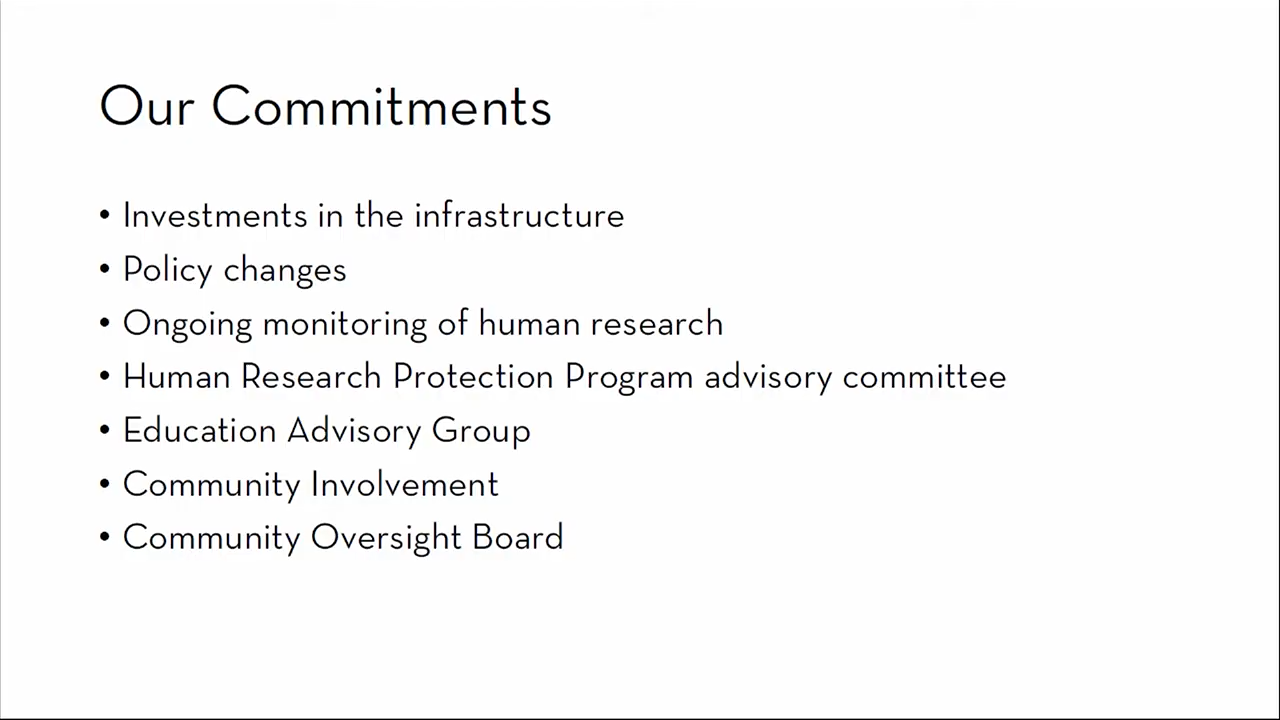 Our Commitments
• Investments in the infrastructure
• Policy changes
• Ongoing monitoring of human research
• Human Research Protection Program advisory committee
• Education Advisory Group
• Community Involvement
• Community Oversight Board